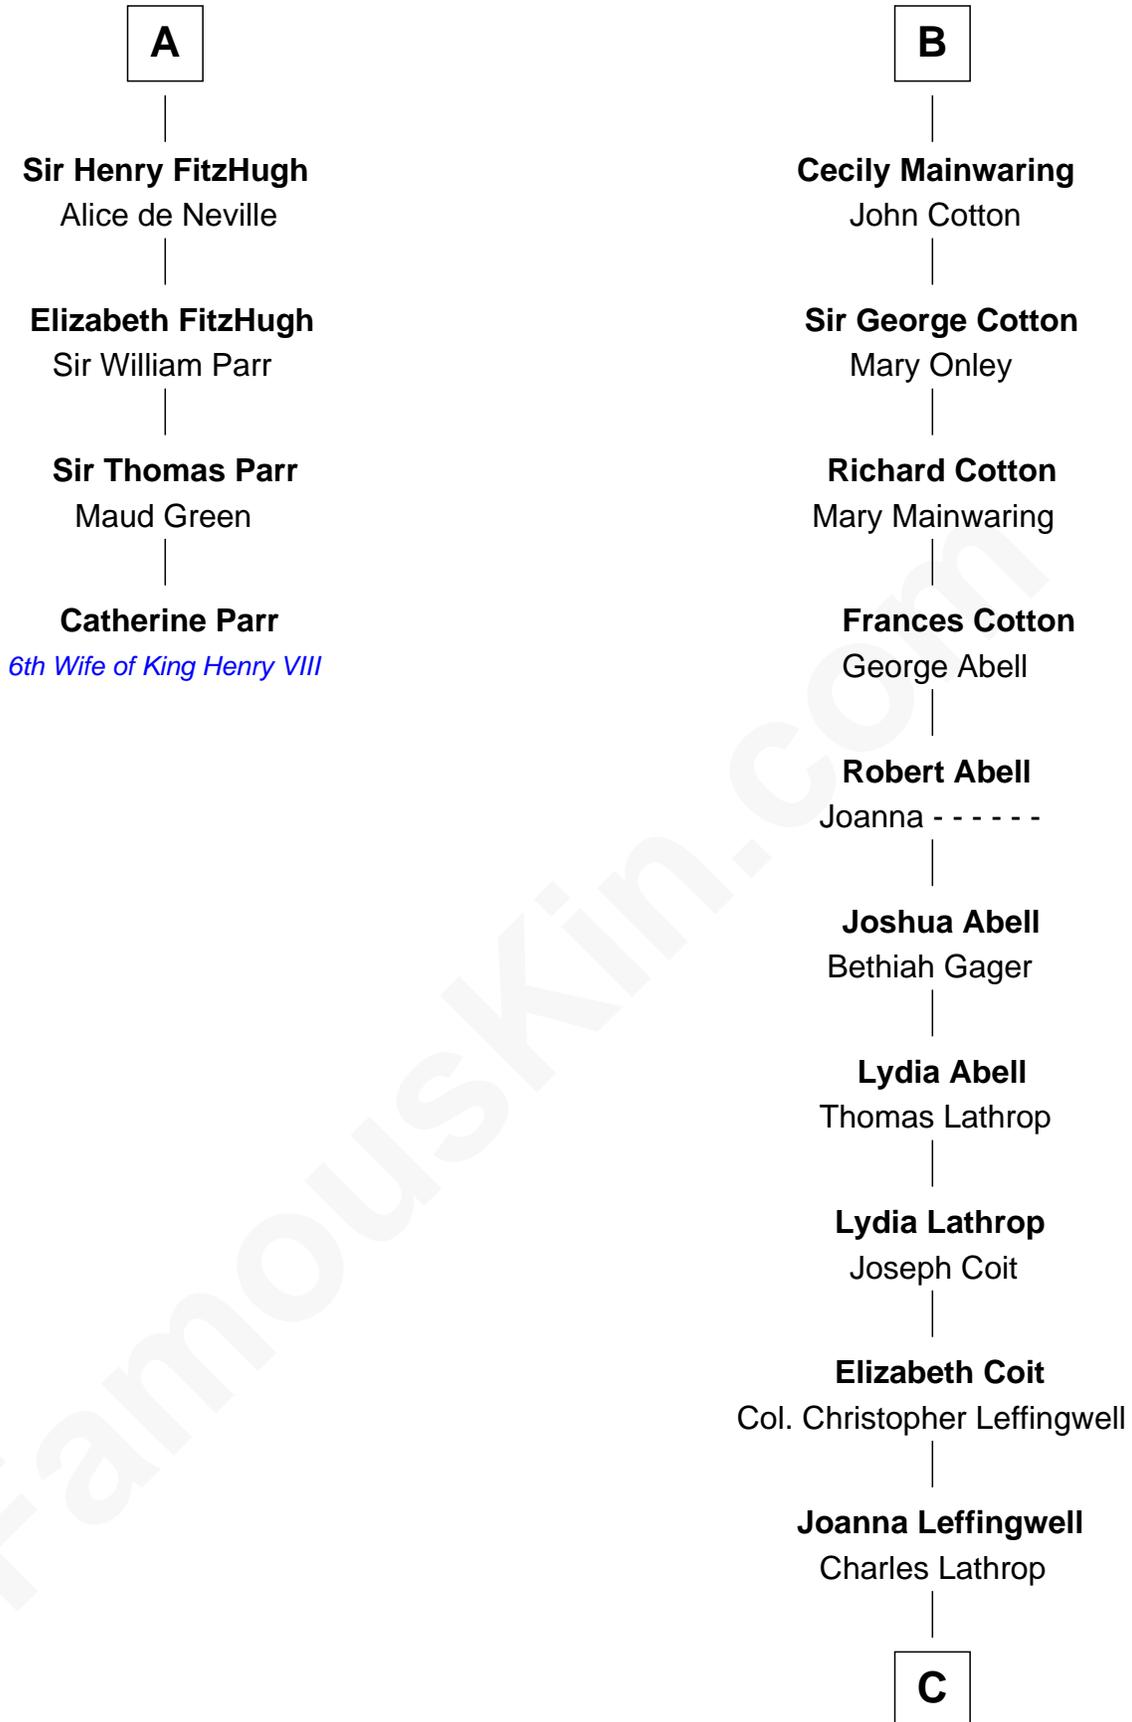 A
Sir Henry FitzHugh
Alice de Neville
Elizabeth FitzHugh
Sir William Parr
Sir Thomas Parr
Maud Green
Catherine Parr
6th Wife of King Henry VIII
B
Cecily Mainwaring
John Cotton
Sir George Cotton
Mary Onley
Richard Cotton
Mary Mainwaring
Frances Cotton
George Abell
Robert Abell
Joanna - - - - - -
Joshua Abell
Bethiah Gager
Lydia Abell
Thomas Lathrop
Lydia Lathrop
Joseph Coit
Elizabeth Coit
Col. Christopher Leffingwell
Joanna Leffingwell
Charles Lathrop
C
FamousKin.com